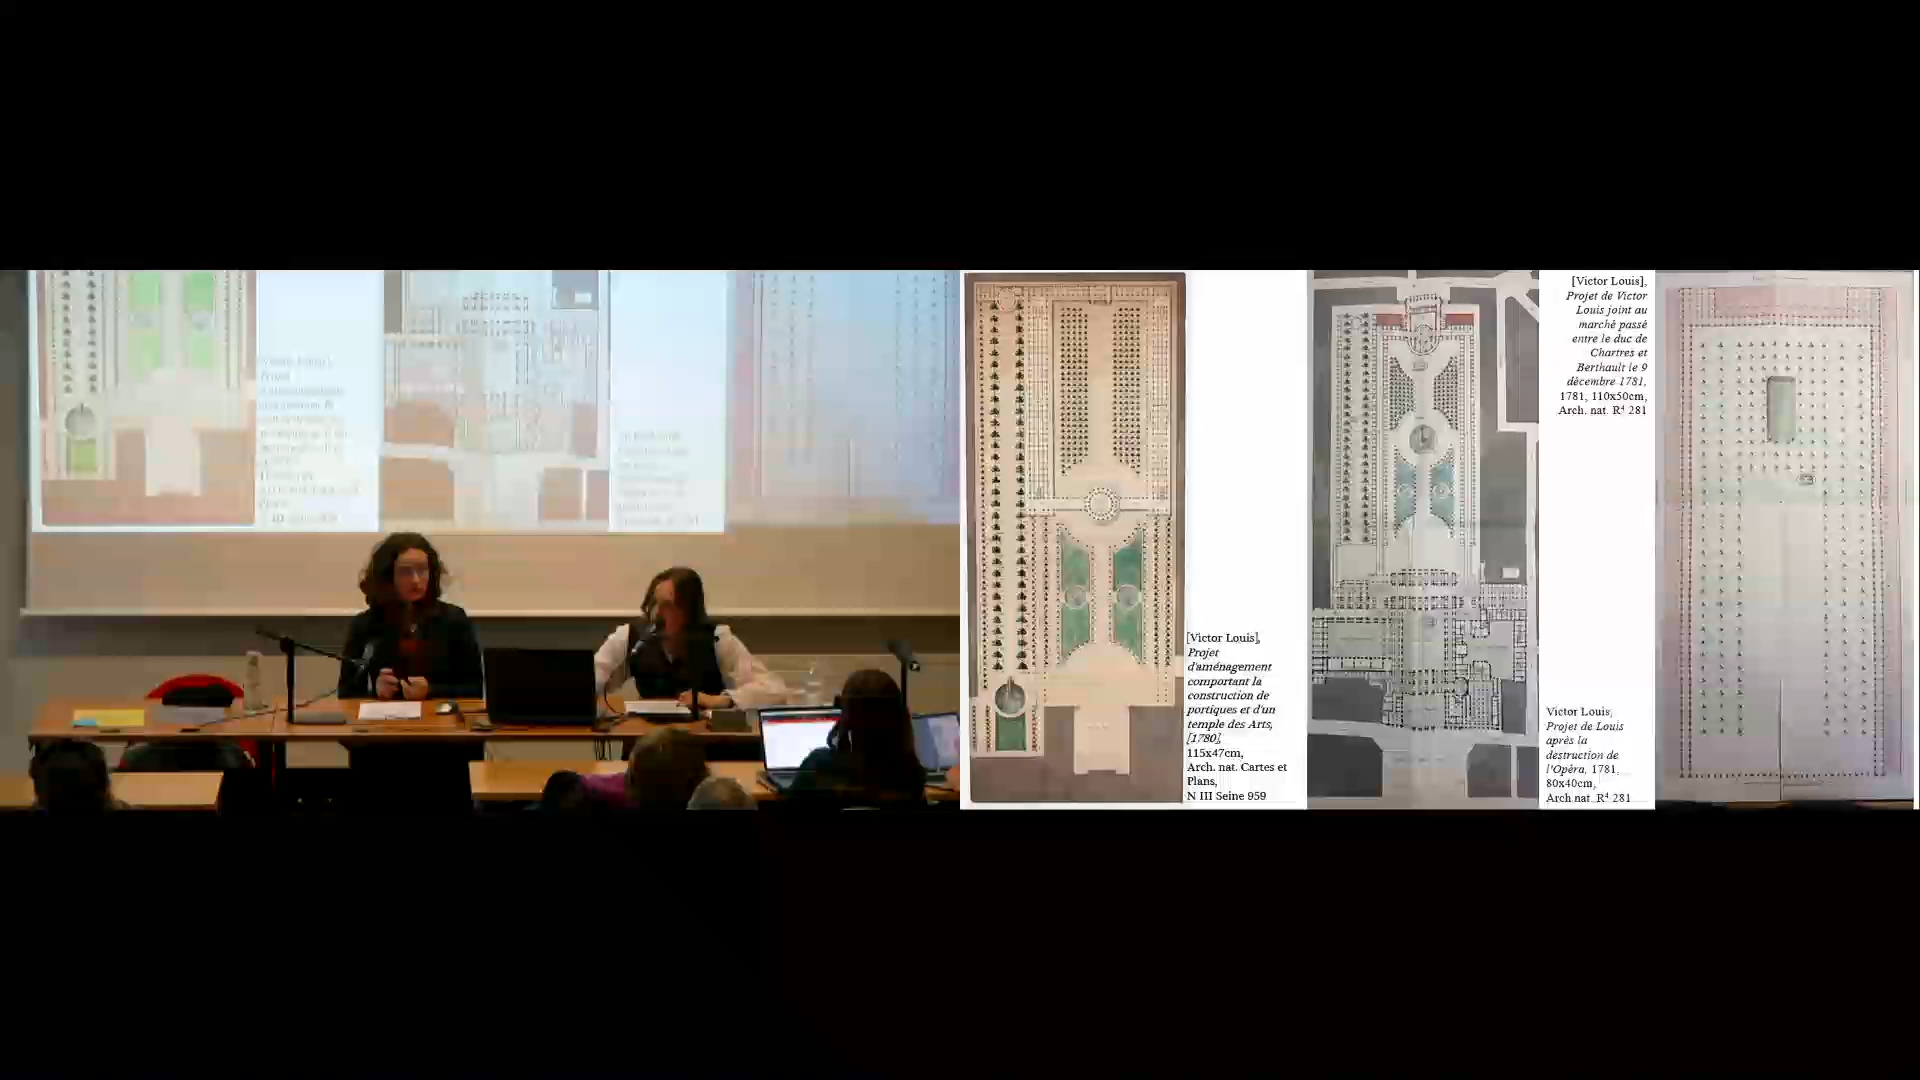 [Victor Louis],
Projet
d'aménagement
comportant la
construction de
portiques et d'un
temple des Arts,
[1780],
115x47cm,
Arch. nat. Cartes et
Plans,
N III Seine 959
[Victor Louis],
Projet de Victor
Louis joint au
marché passé
entre le duc de
Chartres et
Berthault le 9
décembre 1781,
1781, 110x50cm,
Arch. nat. R⁴ 281
Victor Louis,
Projet de Louis
après la
destruction de
l'Opéra, 1781,
80x40cm,
Arch nat. R⁴ 281